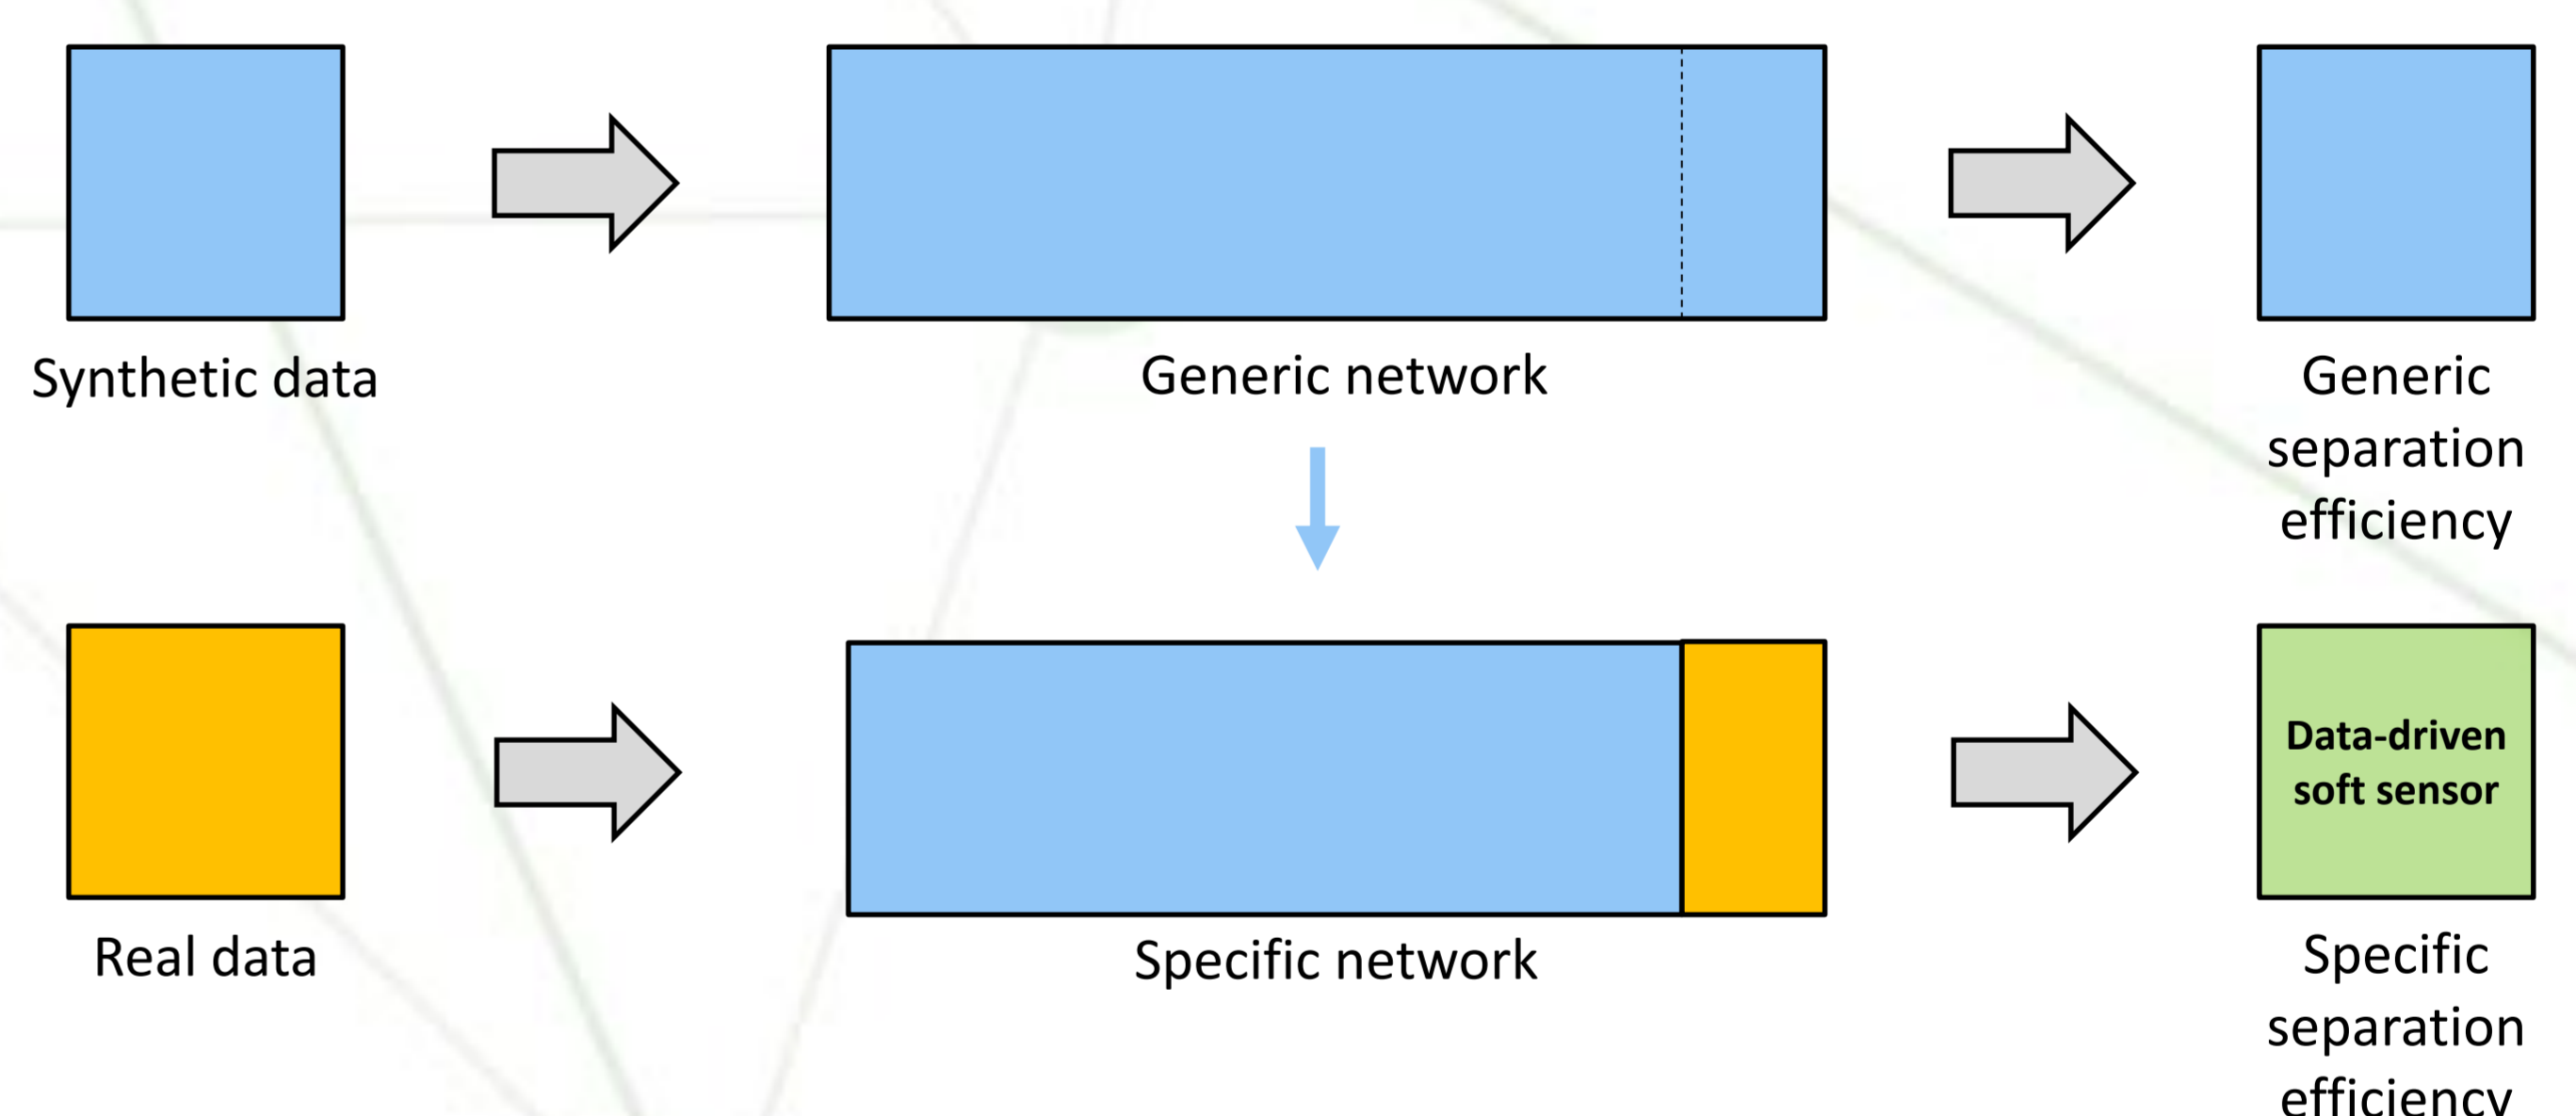 Synthetic data
Generic network
Generic
separation
efficiency
Data-driven
soft sensor
Real data
Specific network
Specific
separation
efficiency